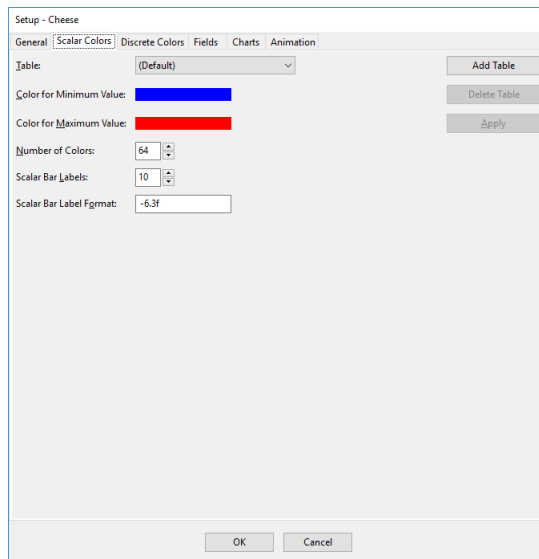 Setup - Cheese
General Scalar Colors Discrete Colors Fields Charts Animation
Table: (Default) Add Table
Color for Minimum Value: Delete Table
Color for Maximum Value: Apply
Number of Colors: 64
Scalar Bar Labels: 10
Scalar Bar Label Format: -6.3f
OK Cancel